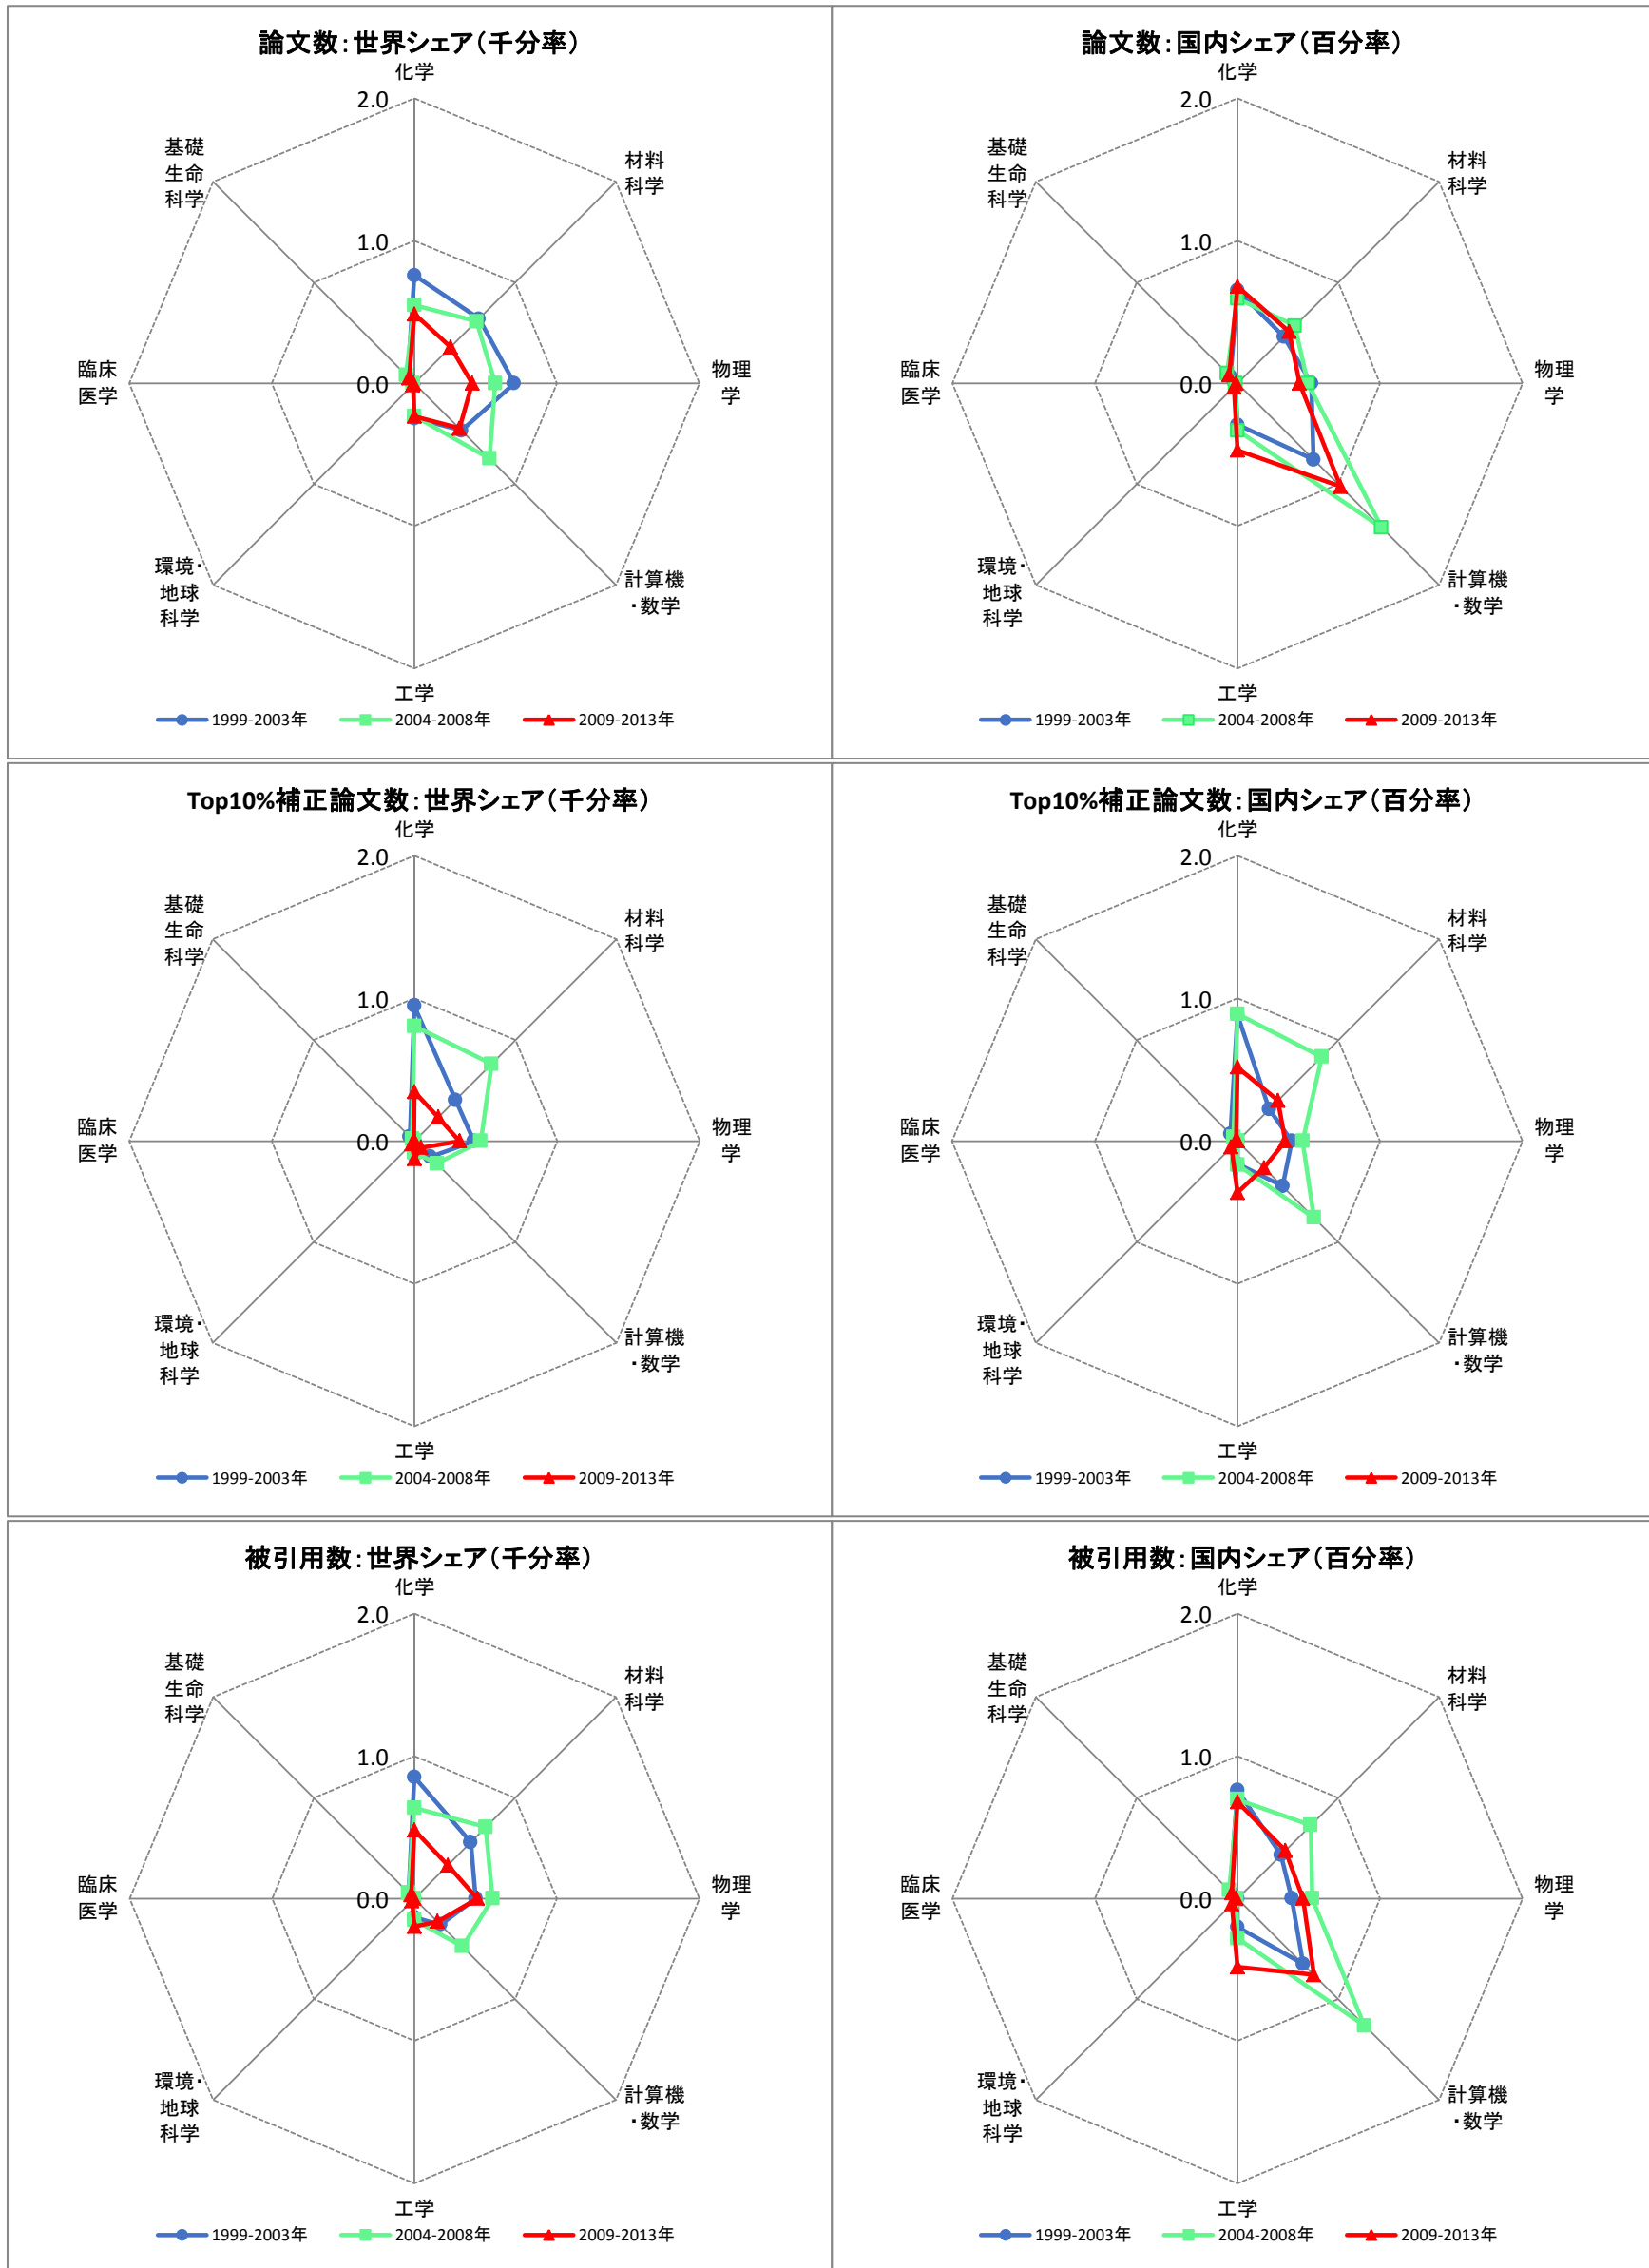 論文数：世界シェア（千分率）
化学
2.0
基礎
生命
科学
材料
科学
1.0
臨床
医学
0.0
物理
学
環境・
地球
科学
計算機
・数学
工学
1999-2003年 2004-2008年 2009-2013年
論文数：国内シェア（百分率）
化学
2.0
基礎
生命
科学
材料
科学
1.0
臨床
医学
0.0
物理
学
環境・
地球
科学
計算機
・数学
工学
1999-2003年 2004-2008年 2009-2013年
Top10%補正論文数：世界シェア（千分率）
化学
2.0
基礎
生命
科学
材料
科学
1.0
臨床
医学
0.0
物理
学
環境・
地球
科学
計算機
・数学
工学
1999-2003年 2004-2008年 2009-2013年
Top10%補正論文数：国内シェア（百分率）
化学
2.0
基礎
生命
科学
材料
科学
1.0
臨床
医学
0.0
物理
学
環境・
地球
科学
計算機
・数学
工学
1999-2003年 2004-2008年 2009-2013年
被引用数：世界シェア（千分率）
化学
2.0
基礎
生命
科学
材料
科学
1.0
臨床
医学
0.0
物理
学
環境・
地球
科学
計算機
・数学
工学
1999-2003年 2004-2008年 2009-2013年
被引用数：国内シェア（百分率）
化学
2.0
基礎
生命
科学
材料
科学
1.0
臨床
医学
0.0
物理
学
環境・
地球
科学
計算機
・数学
工学
1999-2003年 2004-2008年 2009-2013年